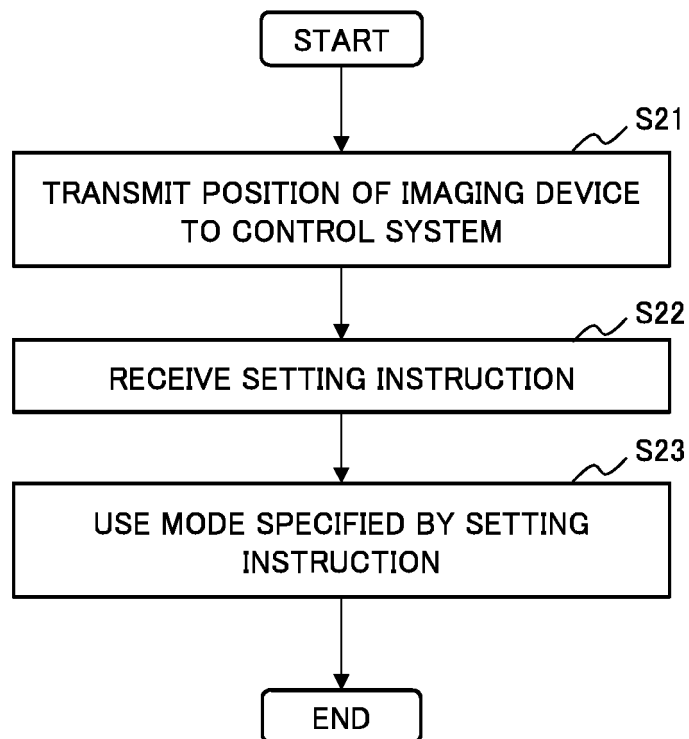 START
S21
TRANSMIT POSITION OF IMAGING DEVICE
TO CONTROL SYSTEM
S22
RECEIVE SETTING INSTRUCTION
S23
USE MODE SPECIFIED BY SETTING
INSTRUCTION
END